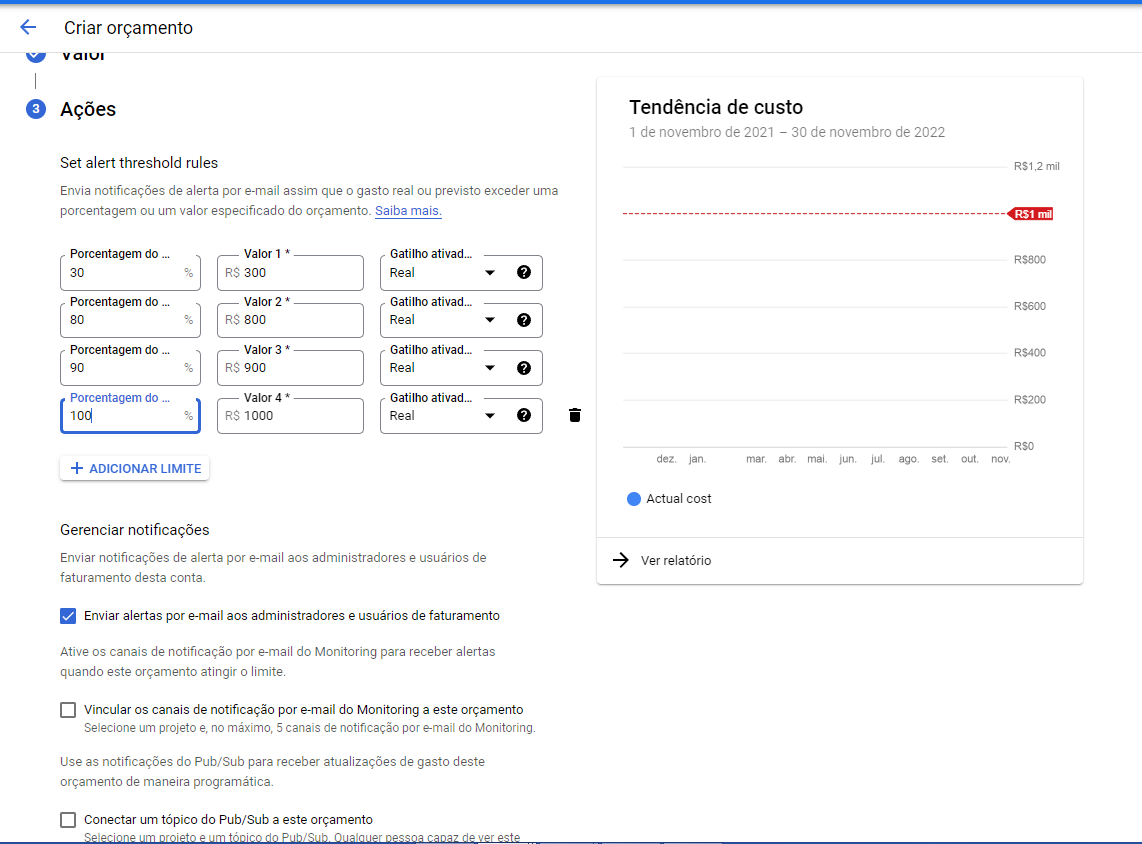 Criar orçamento
Valor
3 Ações
Set alert threshold rules
Envia notificações de alerta por e-mail assim que o gasto real ou previsto exceder uma
porcentagem ou um valor especificado do orçamento. Saiba mais.
Porcentagem do ... Valor 1 * Gatilho ativad...
30 % R$ 300 Real
Porcentagem do ... Valor 2 * Gatilho ativad...
80 % R$ 800 Real
Porcentagem do ... Valor 3 * Gatilho ativad...
90 % R$ 900 Real
Porcentagem do ... Valor 4 * Gatilho ativad...
100 % R$ 1000 Real
+ ADICIONAR LIMITE
Gerenciar notificações
Enviar notificações de alerta por e-mail aos administradores e usuários de
faturamento desta conta.
Enviar alertas por e-mail aos administradores e usuários de faturamento
Ative os canais de notificação por e-mail do Monitoring para receber alertas
quando este orçamento atingir o limite.
Vincular os canais de notificação por e-mail do Monitoring a este orçamento
Selecione um projeto e, no máximo, 5 canais de notificação por e-mail do Monitoring.
Use as notificações do Pub/Sub para receber atualizações de gasto deste
orçamento de maneira programática.
Conectar um tópico do Pub/Sub a este orçamento
Selecione um projeto e um tópico do Pub/Sub. Qualquer pessoa capaz de ver este
Tendência de custo
1 de novembro de 2021 – 30 de novembro de 2022
R$1,2 mil
R$1 mil
R$800
R$600
R$400
R$200
R$0
dez. jan. mar. abr. mai. jun. jul. ago. set. out. nov.
Actual cost
Ver relatório